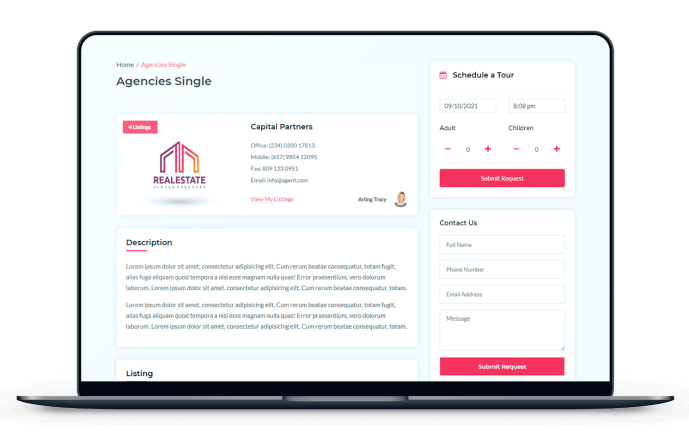 Home / Agencies Single
Agencies Single
4 Listings
REALESTATE
SLOGAN GOES HERE
Capital Partners
Office: (234) 0200 17813
Mobile: (657) 9854 12095
Fax: 809 123 0951
Email: info@agent.com
View My Listings
Arling Tracy
Description
Lorem ipsum dolor sit amet, consectetur adipisicing elit. Cum rerum beatae consequatur, totam fugit,
alias fuga aliquam quod tempora a nisi esse magnam nulla quas! Error praesentium, vero dolorum
laborum. Lorem ipsum dolor sit amet, consectetur adipisicing elit. Cum rerum beatae consequatur, totam.
Lorem ipsum dolor sit amet, consectetur adipisicing elit. Cum rerum beatae consequatur, totam fugit,
alias fuga aliquam quod tempora a nisi esse magnam nulla quas! Error praesentium, vero dolorum
laborum. Lorem ipsum dolor sit amet, consectetur adipisicing elit. Cum rerum beatae consequatur, totam.
Listing
Schedule a Tour
09/10/2021
8:08 pm
Adult
Children
− 0 +
− 0 +
Submit Request
Contact Us
Full Name
Phone Number
Email Address
Message
Submit Request